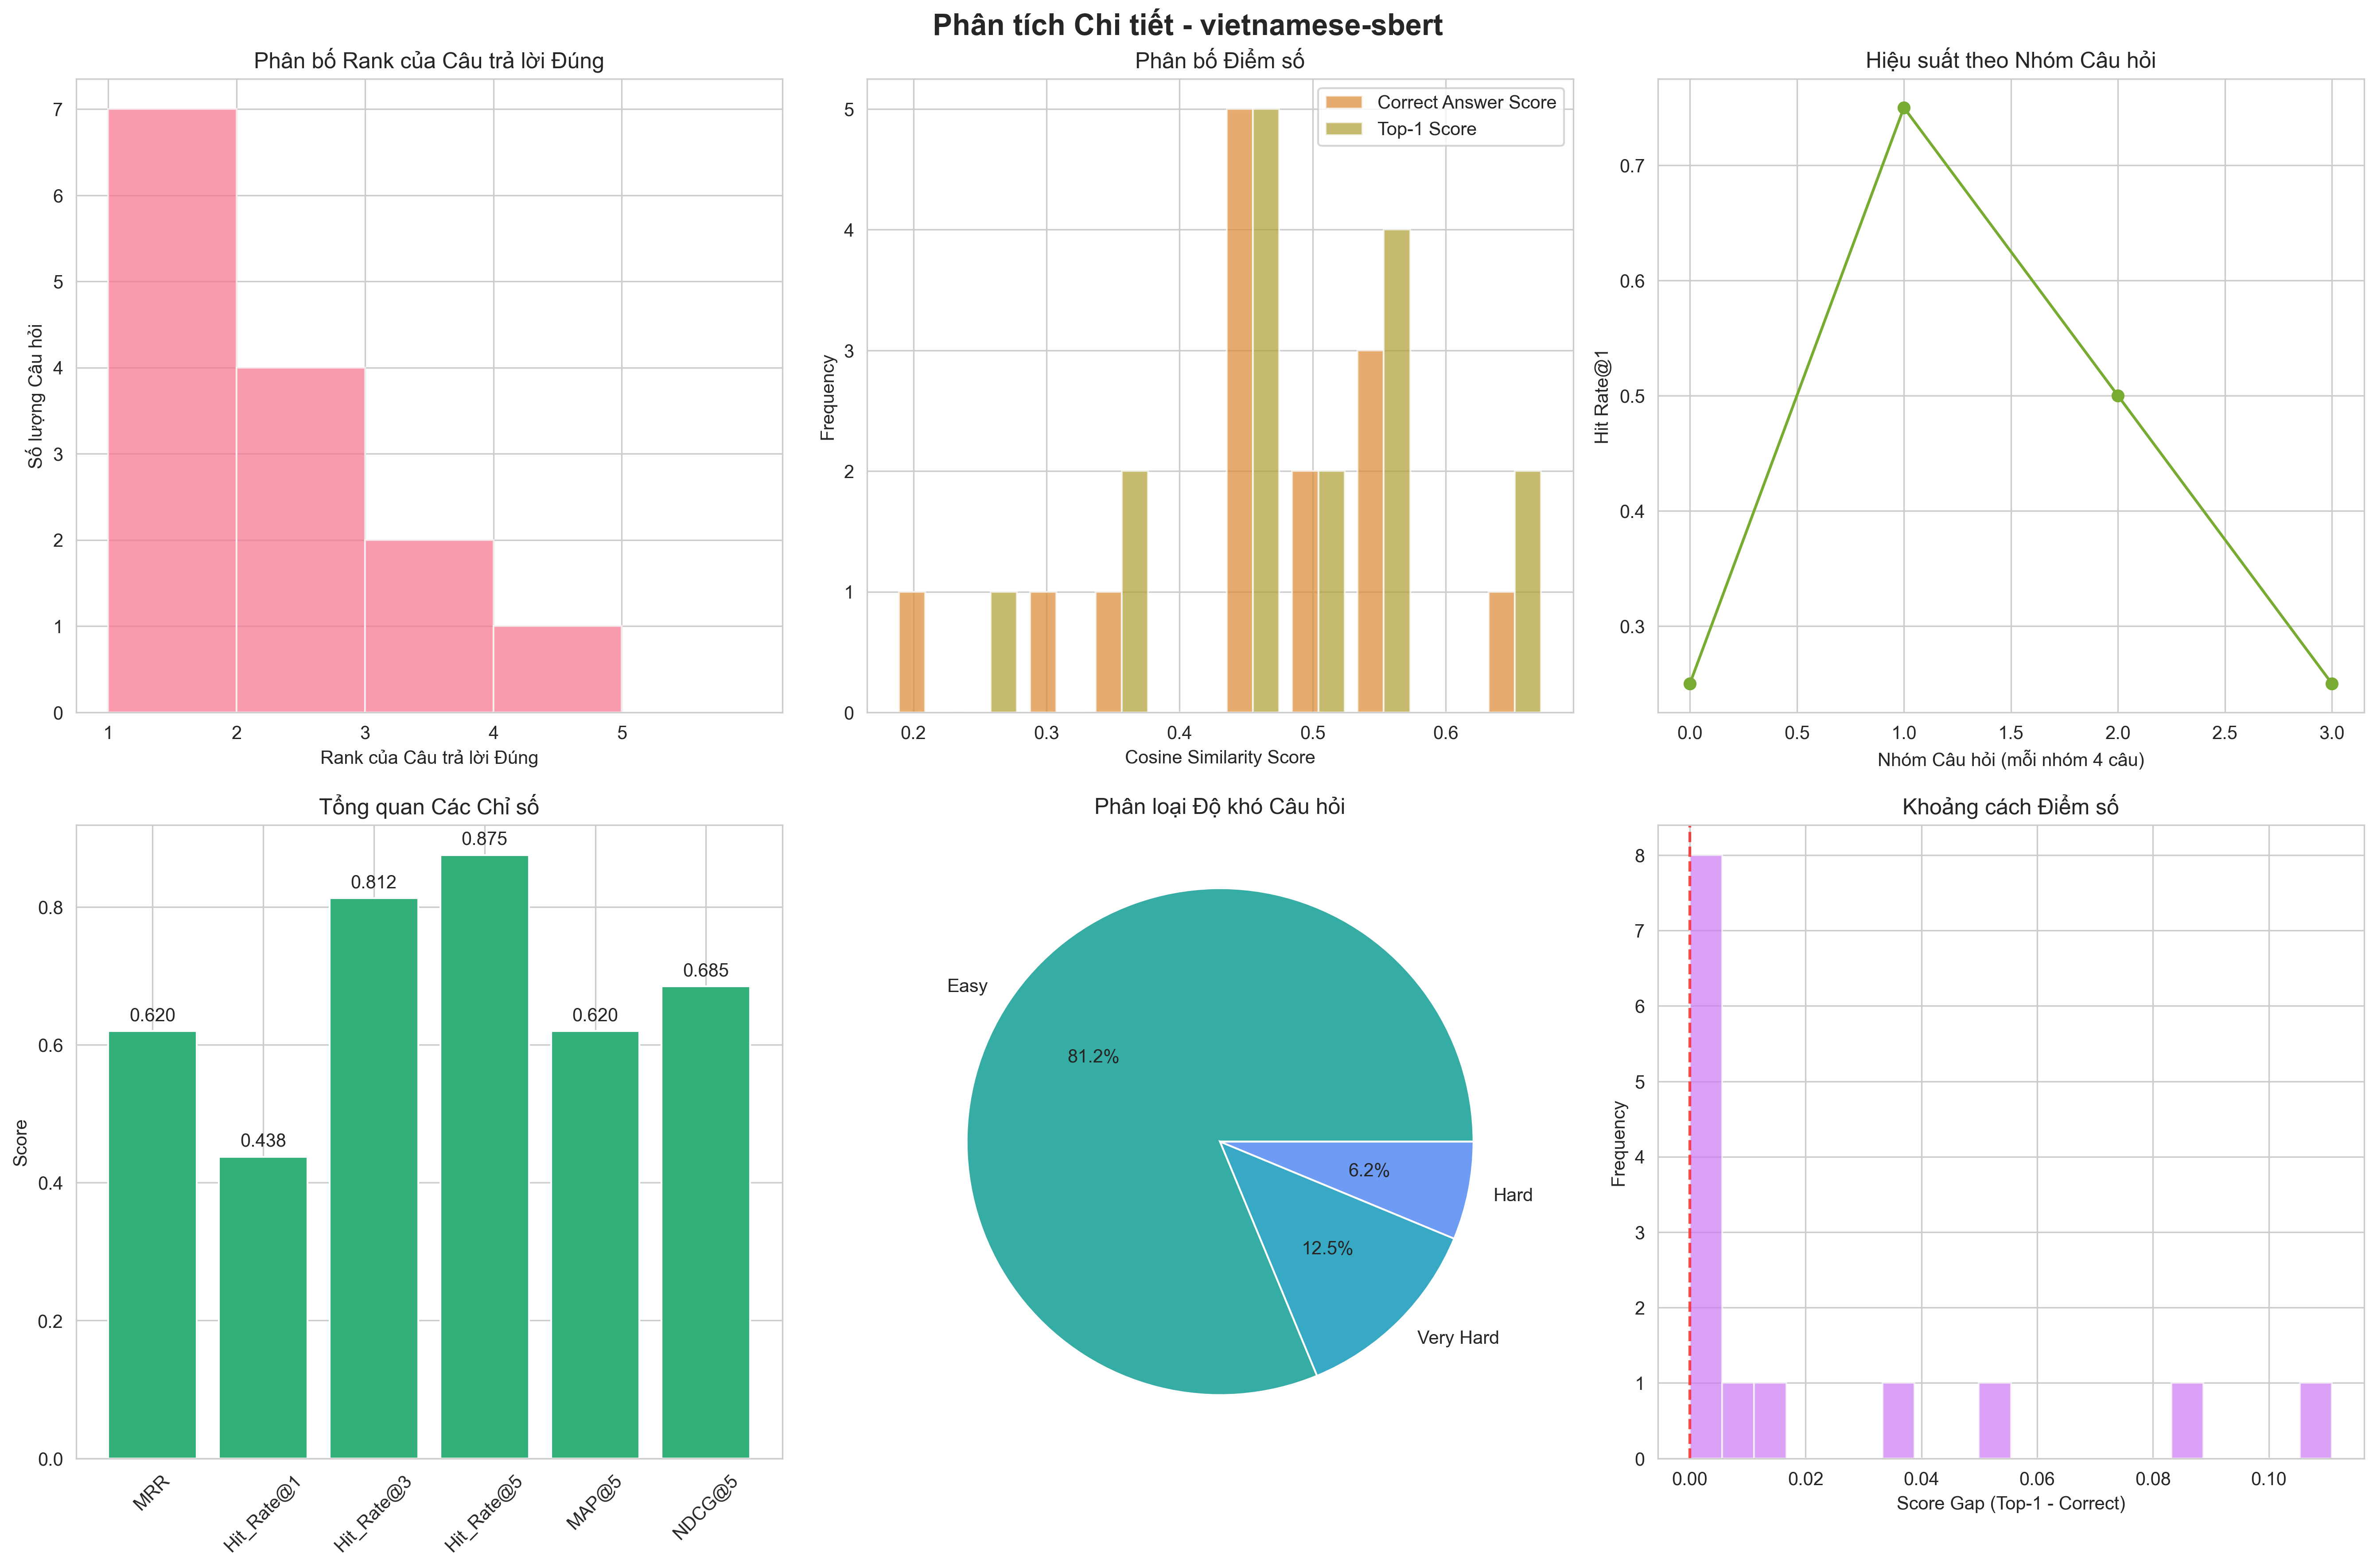 Phân tích Chi tiết - vietnamese-sbert
Phân bố Rank của Câu trả lời Đúng
Số lượng Câu hỏi
7
6
5
4
3
2
1
0
1 2 3 4 5
Rank của Câu trả lời Đúng
Phân bố Điểm số
Correct Answer Score
Top-1 Score
Frequency
5
4
3
2
1
0
0.2 0.3 0.4 0.5 0.6
Cosine Similarity Score
Hiệu suất theo Nhóm Câu hỏi
Hit Rate@1
0.7
0.6
0.5
0.4
0.3
0.0 0.5 1.0 1.5 2.0 2.5 3.0
Nhóm Câu hỏi (mỗi nhóm 4 câu)
Tổng quan Các Chỉ số
Score
0.8
0.6
0.4
0.2
0.0
0.620
0.438
0.812
0.875
0.620
0.685
MRR
Hit_Rate@1
Hit_Rate@3
Hit_Rate@5
MAP@5
NDCG@5
Phân loại Độ khó Câu hỏi
Easy
81.2%
6.2%
Hard
12.5%
Very Hard
Khoảng cách Điểm số
Frequency
8
7
6
5
4
3
2
1
0
0.00 0.02 0.04 0.06 0.08 0.10
Score Gap (Top-1 - Correct)